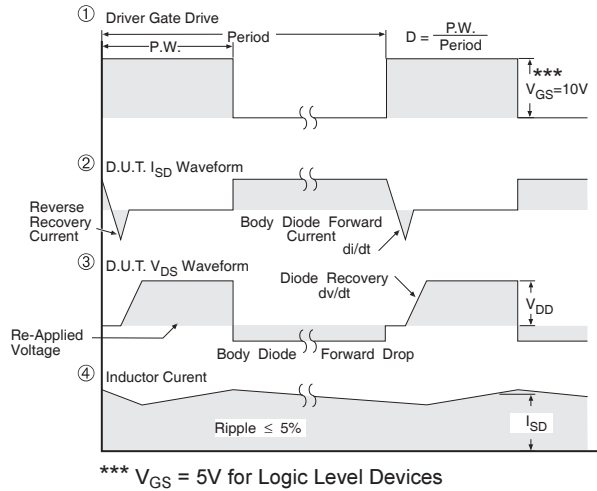 ① Driver Gate Drive
P.W.
Period
D = P.W. / Period
***
VGS=10V
② D.U.T. ISD Waveform
Reverse
Recovery
Current
Body Diode Forward
Current
di/dt
③ D.U.T. VDS Waveform
Diode Recovery
dv/dt
VDD
Re-Applied
Voltage
Body Diode Forward Drop
④ Inductor Curent
Ripple ≤ 5%
ISD
*** VGS = 5V for Logic Level Devices